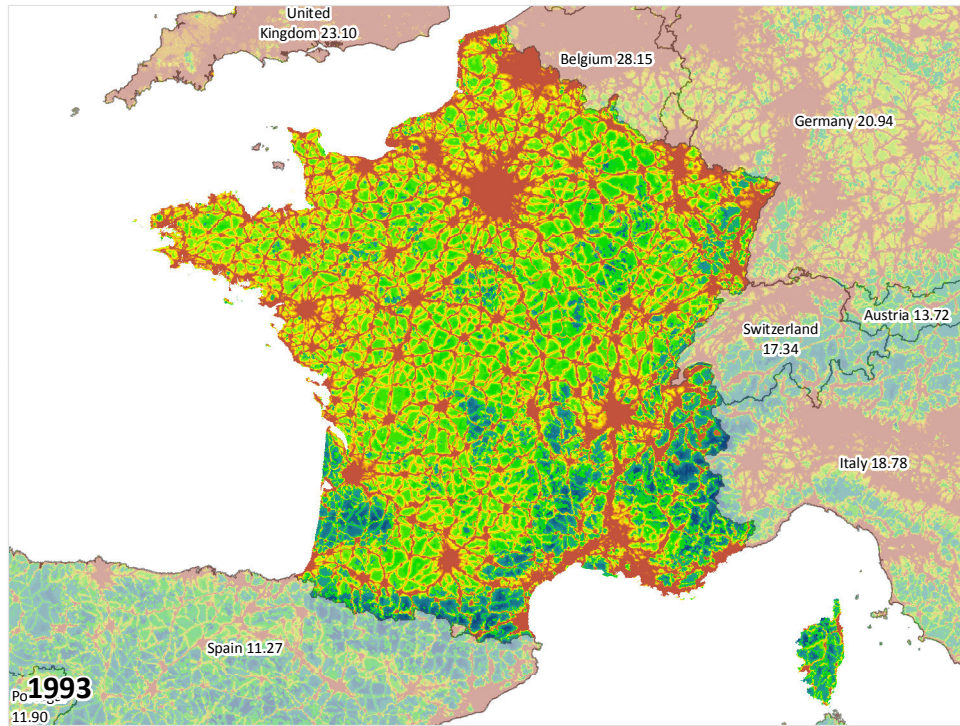 United
Kingdom 23.10
Belgium 28.15
Germany 20.94
Austria 13.72
Switzerland
17.34
Italy 18.78
Spain 11.27
1993
11.90